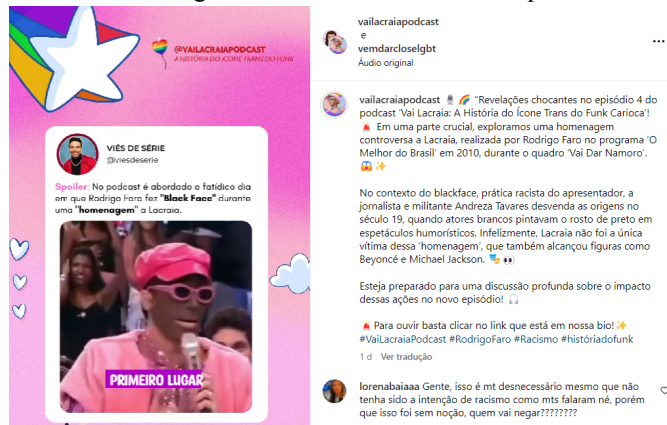 @VAILACRAIAPODCAST
A HISTÓRIA DO ÍCONE TRANS DO FUNK
VIÉS DE SÉRIE
@viesdeserie
Spoiler: No podcast é abordado o fatídico dia
em que Rodrigo Faro fez "Black Face" durante
uma "homenagem" a Lacraia.
PRIMEIRO LUGAR
vailacraiapodcast
e
vemdarcloselgbt
Áudio original
vailacraiapodcast 🎙️ 🌈 "Revelações chocantes no episódio 4 do
podcast 'Vai Lacraia: A História do Ícone Trans do Funk Carioca'!
🚨 Em uma parte crucial, exploramos uma homenagem
controversa a Lacraia, realizada por Rodrigo Faro no programa 'O
Melhor do Brasil' em 2010, durante o quadro 'Vai Dar Namoro'.
😱✨
No contexto do blackface, prática racista do apresentador, a
jornalista e militante Andreza Tavares desvenda as origens no
século 19, quando atores brancos pintavam o rosto de preto em
espetáculos humorísticos. Infelizmente, Lacraia não foi a única
vítima dessa 'homenagem', que também alcançou figuras como
Beyoncé e Michael Jackson. 🎭 👀
Esteja preparado para uma discussão profunda sobre o impacto
dessas ações no novo episódio! 🎧
🚨 Para ouvir basta clicar no link que está em nossa bio!✨
#VaiLacraiaPodcast #RodrigoFaro #Racismo #históriadofunk
1 d Ver tradução
lorenabaiaaa Gente, isso é mt desnecessário mesmo que não
tenha sido a intenção de racismo como mts falaram né, porém
que isso foi sem noção, quem vai negar????????